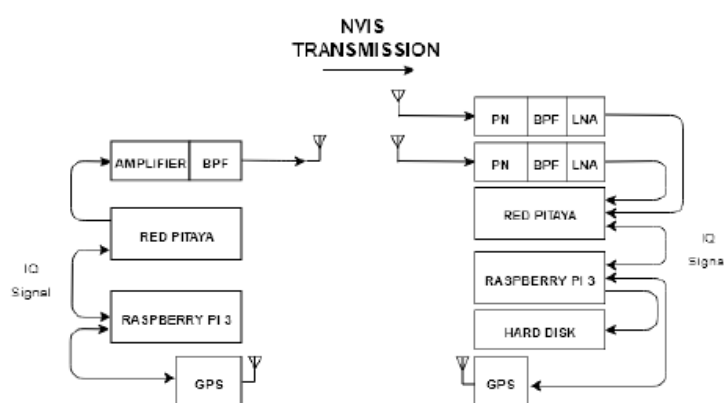 NVIS
TRANSMISSION
PN BPF LNA
AMPLIFIER BPF
PN BPF LNA
RED PITAYA
RED PITAYA
IQ
Signal
IQ
Signa
RASPBERRY PI 3
RASPBERRY PI 3
HARD DISK
GPS
GPS